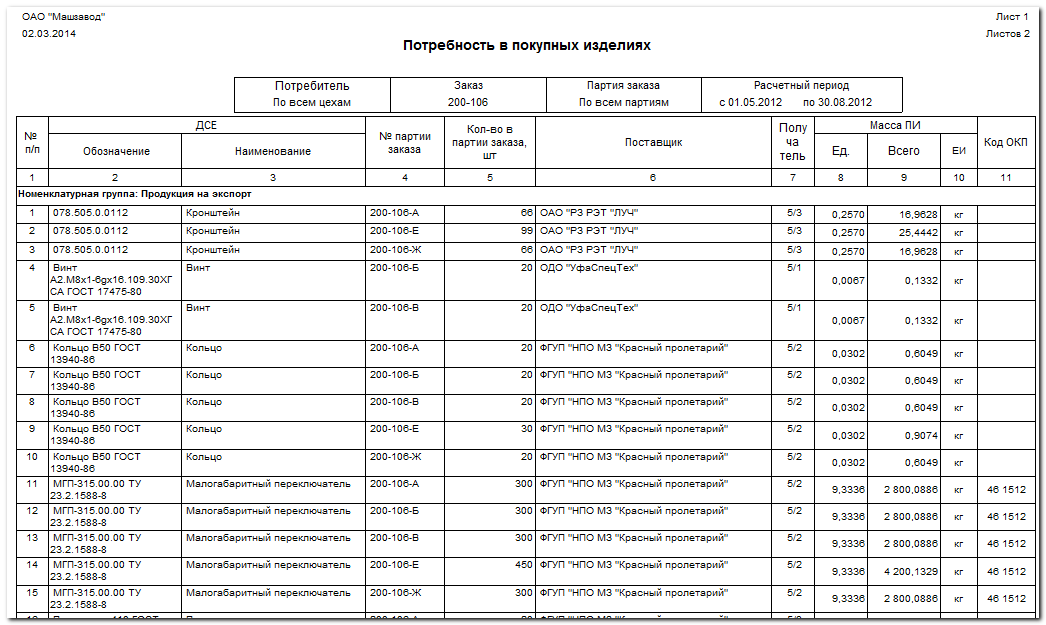 ОАО "Машзавод" Лист 1
02.03.2014 Листов 2
Потребность в покупных изделиях
Потребитель Заказ Партия заказа Расчетный период
По всем цехам 200-106 По всем партиям с 01.05.2012 по 30.08.2012
№ п/п ДСЕ № партии заказа Кол-во в партии заказа, шт Поставщик Полу ча тель Масса ПИ Код ОКП
Обозначение Наименование Ед. Всего ЕИ
1 2 3 4 5 6 7 8 9 10 11
Номенклатурная группа: Продукция на экспорт
1 078.505.0.0112 Кронштейн 200-106-А 66 ОАО "РЗ РЭТ "ЛУЧ" 5/3 0,2570 16,9628 кг
2 078.505.0.0112 Кронштейн 200-106-Е 99 ОАО "РЗ РЭТ "ЛУЧ" 5/3 0,2570 25,4442 кг
3 078.505.0.0112 Кронштейн 200-106-Ж 66 ОАО "РЗ РЭТ "ЛУЧ" 5/3 0,2570 16,9628 кг
4 Винт Винт 200-106-Б 20 ОДО "УфаСпецТех" 5/1 0,0067 0,1332 кг
А2.М8х1-6gх16.109.30ХГ
СА ГОСТ 17475-80
5 Винт Винт 200-106-В 20 ОДО "УфаСпецТех" 5/1 0,0067 0,1332 кг
А2.М8х1-6gх16.109.30ХГ
СА ГОСТ 17475-80
6 Кольцо В50 ГОСТ Кольцо 200-106-А 20 ФГУП "НПО МЗ "Красный пролетарий" 5/2 0,0302 0,6049 кг
13940-86
7 Кольцо В50 ГОСТ Кольцо 200-106-Б 20 ФГУП "НПО МЗ "Красный пролетарий" 5/2 0,0302 0,6049 кг
13940-86
8 Кольцо В50 ГОСТ Кольцо 200-106-В 20 ФГУП "НПО МЗ "Красный пролетарий" 5/2 0,0302 0,6049 кг
13940-86
9 Кольцо В50 ГОСТ Кольцо 200-106-Е 30 ФГУП "НПО МЗ "Красный пролетарий" 5/2 0,0302 0,9074 кг
13940-86
10 Кольцо В50 ГОСТ Кольцо 200-106-Ж 20 ФГУП "НПО МЗ "Красный пролетарий" 5/2 0,0302 0,6049 кг
13940-86
11 МГП-315.00.00 ТУ Малогабаритный переключатель 200-106-А 300 ФГУП "НПО МЗ "Красный пролетарий" 5/2 9,3336 2 800,0886 кг 46 1512
23.2.1588-8
12 МГП-315.00.00 ТУ Малогабаритный переключатель 200-106-Б 300 ФГУП "НПО МЗ "Красный пролетарий" 5/2 9,3336 2 800,0886 кг 46 1512
23.2.1588-8
13 МГП-315.00.00 ТУ Малогабаритный переключатель 200-106-В 300 ФГУП "НПО МЗ "Красный пролетарий" 5/2 9,3336 2 800,0886 кг 46 1512
23.2.1588-8
14 МГП-315.00.00 ТУ Малогабаритный переключатель 200-106-Е 450 ФГУП "НПО МЗ "Красный пролетарий" 5/2 9,3336 4 200,1329 кг 46 1512
23.2.1588-8
15 МГП-315.00.00 ТУ Малогабаритный переключатель 200-106-Ж 300 ФГУП "НПО МЗ "Красный пролетарий" 5/2 9,3336 2 800,0886 кг 46 1512
23.2.1588-8